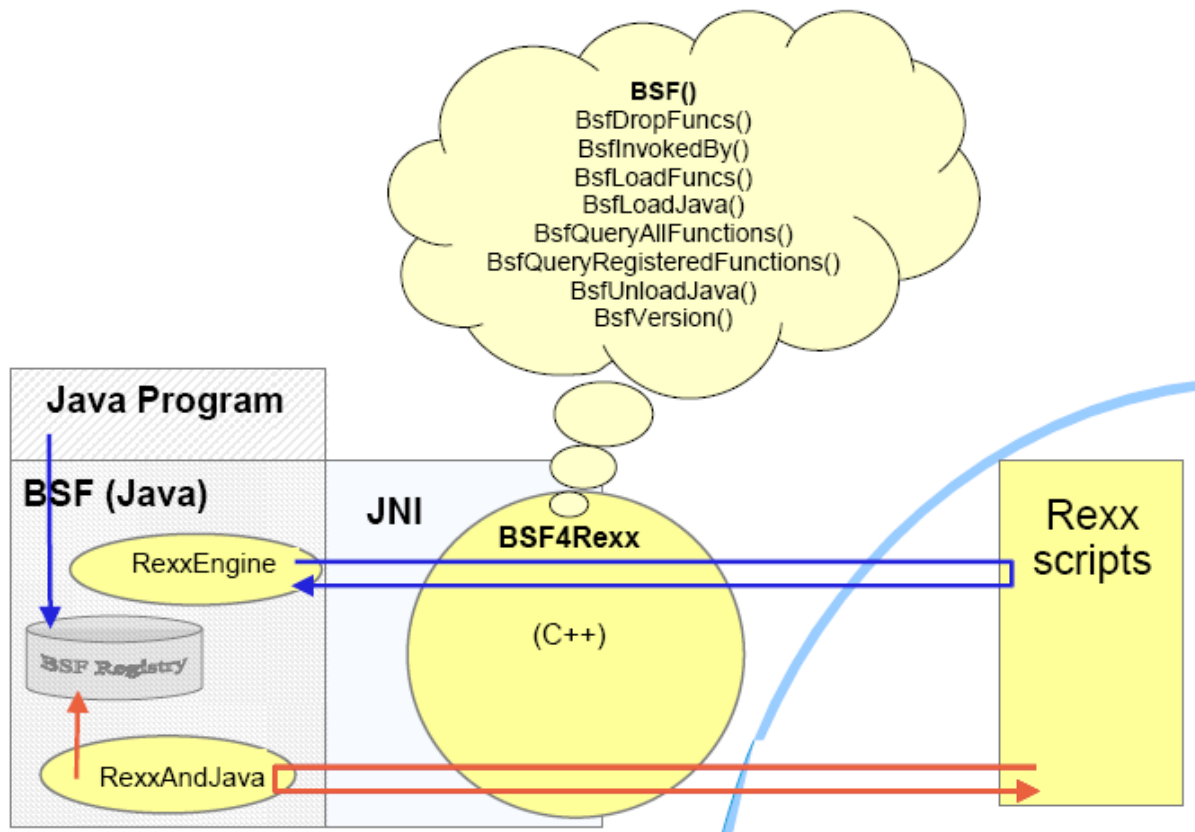 BSF()
BsfDropFuncs()
BsfInvokedBy()
BsfLoadFuncs()
BsfLoadJava()
BsfQueryAllFunctions()
BsfQueryRegisteredFunctions()
BsfUnloadJava()
BsfVersion()
Java Program
BSF (Java)
JNI
BSF4Rexx
(C++)
RexxEngine
BSF Registry
RexxAndJava
Rexx
scripts